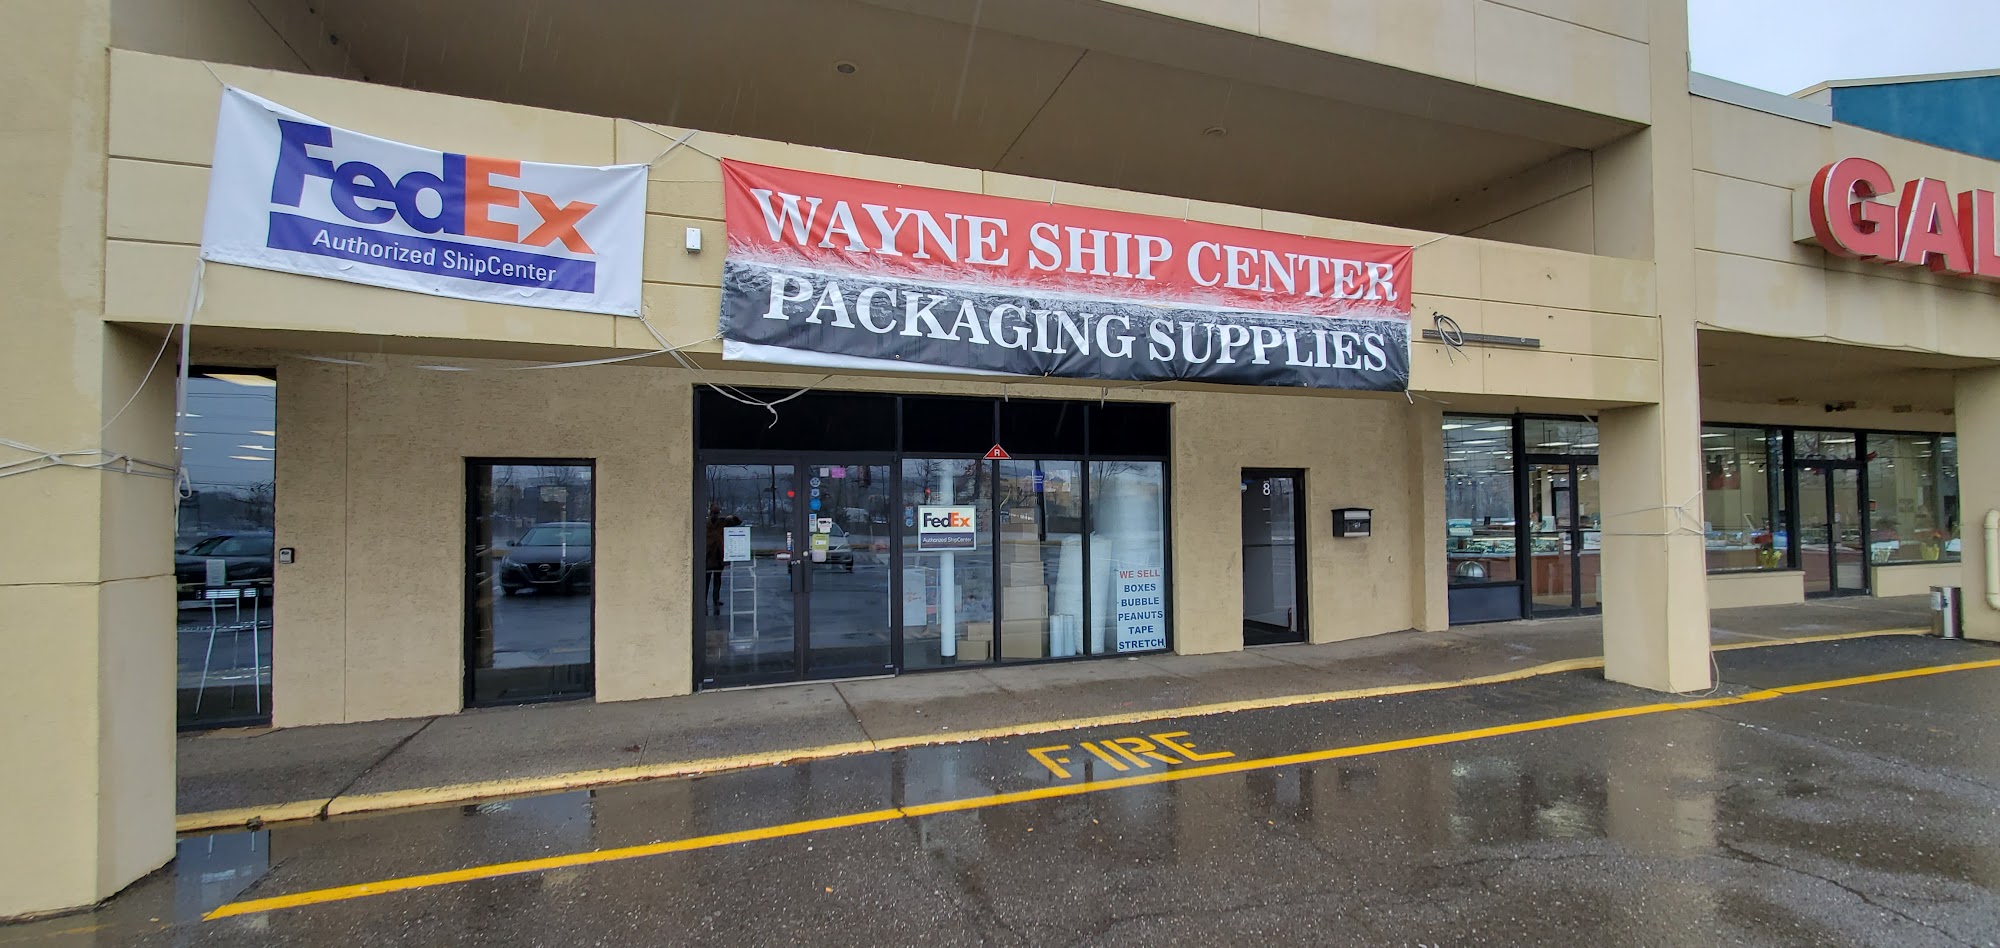 FedEx
Authorized ShipCenter
WAYNE SHIP CENTER
PACKAGING SUPPLIES
GAL
R
8
FedEx
Authorized ShipCenter
WE SELL
BOXES
BUBBLE
PEANUTS
TAPE
STRETCH
FIRE